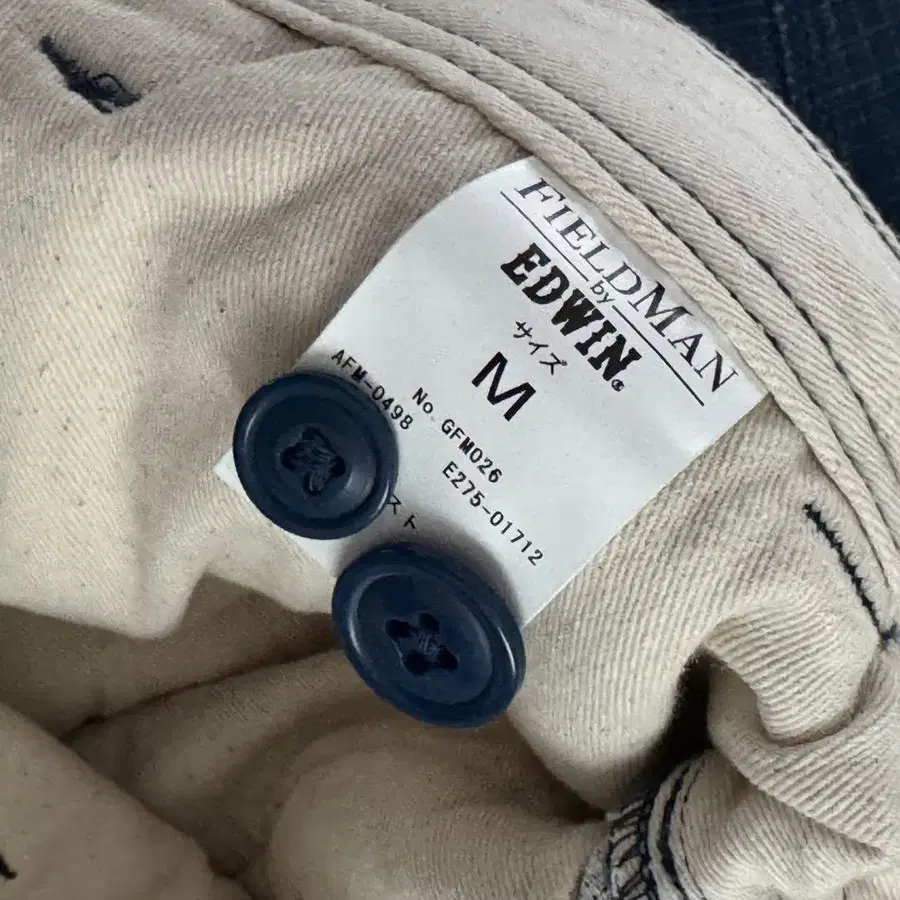 FIELDMAN
by
EDWIN®
サイズ
M
No. GFM026
AFM-0498
E275-01712
スト